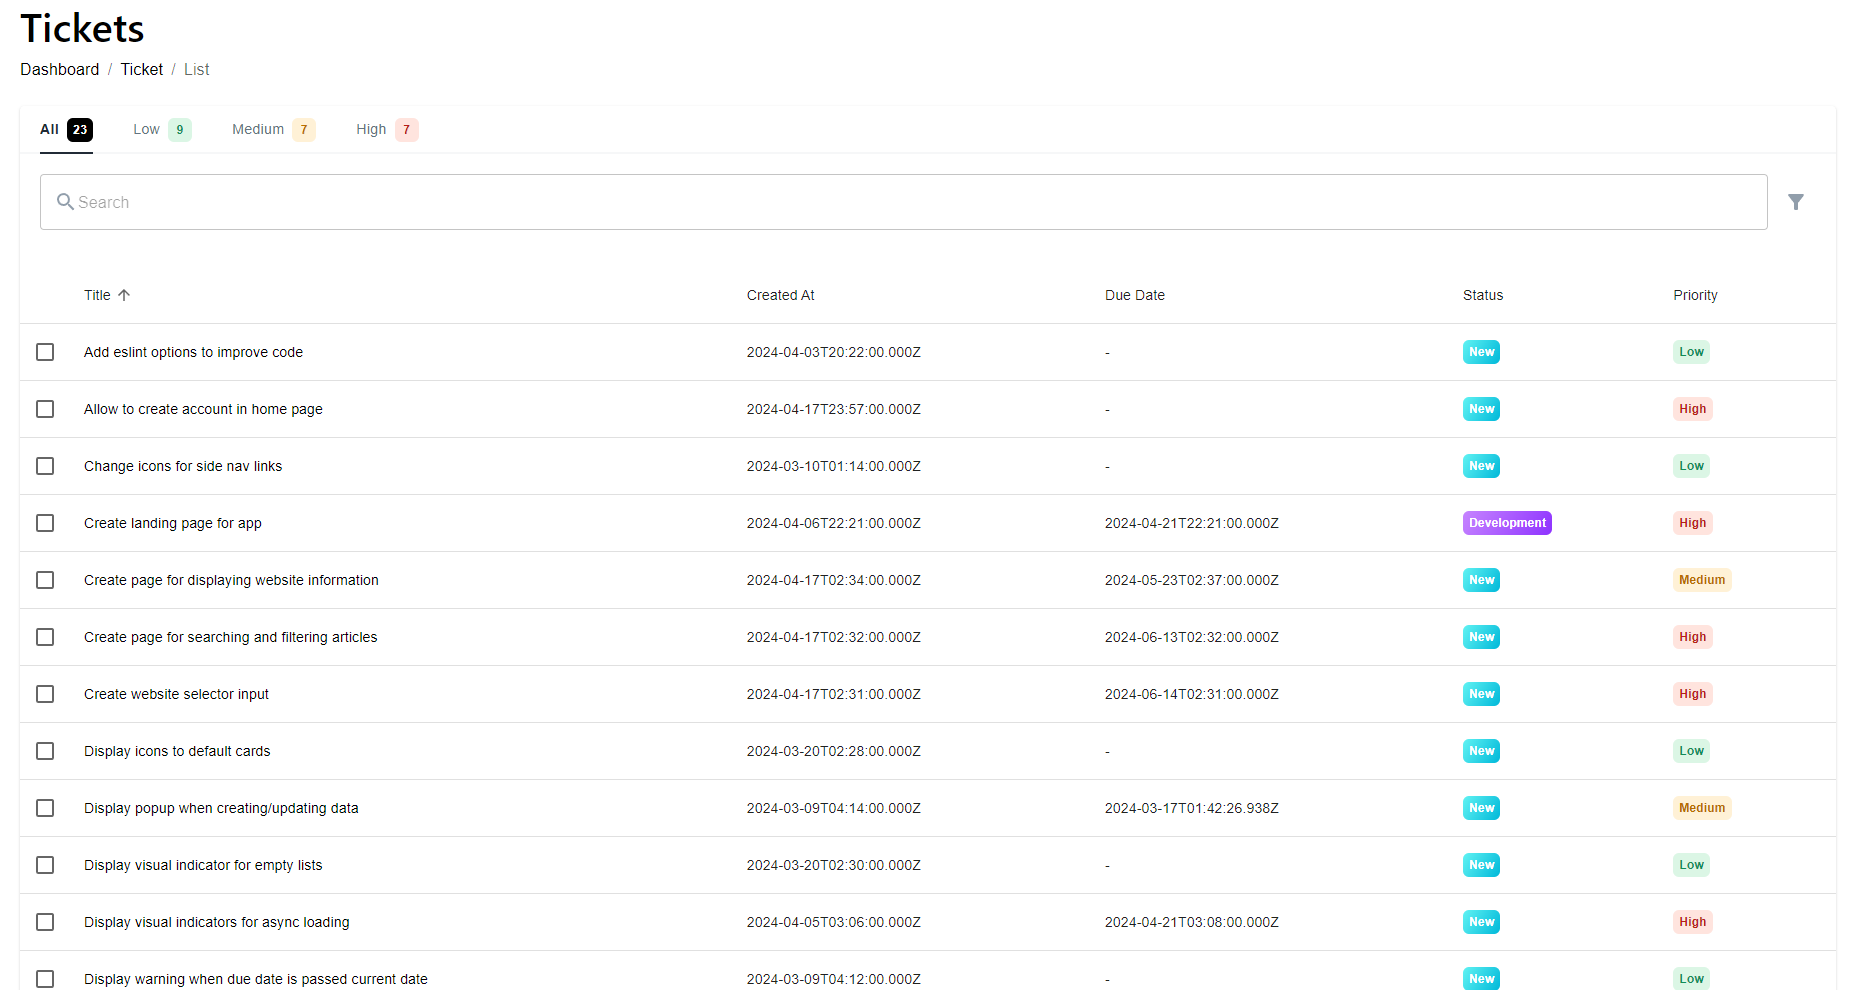 Tickets
Dashboard / Ticket / List
All 23 Low 9 Medium 7 High 7
Search
Title Created At Due Date Status Priority
Add eslint options to improve code 2024-04-03T20:22:00.000Z - New Low
Allow to create account in home page 2024-04-17T23:57:00.000Z - New High
Change icons for side nav links 2024-03-10T01:14:00.000Z - New Low
Create landing page for app 2024-04-06T22:21:00.000Z 2024-04-21T22:21:00.000Z Development High
Create page for displaying website information 2024-04-17T02:34:00.000Z 2024-05-23T02:37:00.000Z New Medium
Create page for searching and filtering articles 2024-04-17T02:32:00.000Z 2024-06-13T02:32:00.000Z New High
Create website selector input 2024-04-17T02:31:00.000Z 2024-06-14T02:31:00.000Z New High
Display icons to default cards 2024-03-20T02:28:00.000Z - New Low
Display popup when creating/updating data 2024-03-09T04:14:00.000Z 2024-03-17T01:42:26.938Z New Medium
Display visual indicator for empty lists 2024-03-20T02:30:00.000Z - New Low
Display visual indicators for async loading 2024-04-05T03:06:00.000Z 2024-04-21T03:08:00.000Z New High
Display warning when due date is passed current date 2024-03-09T04:12:00.000Z - New Low